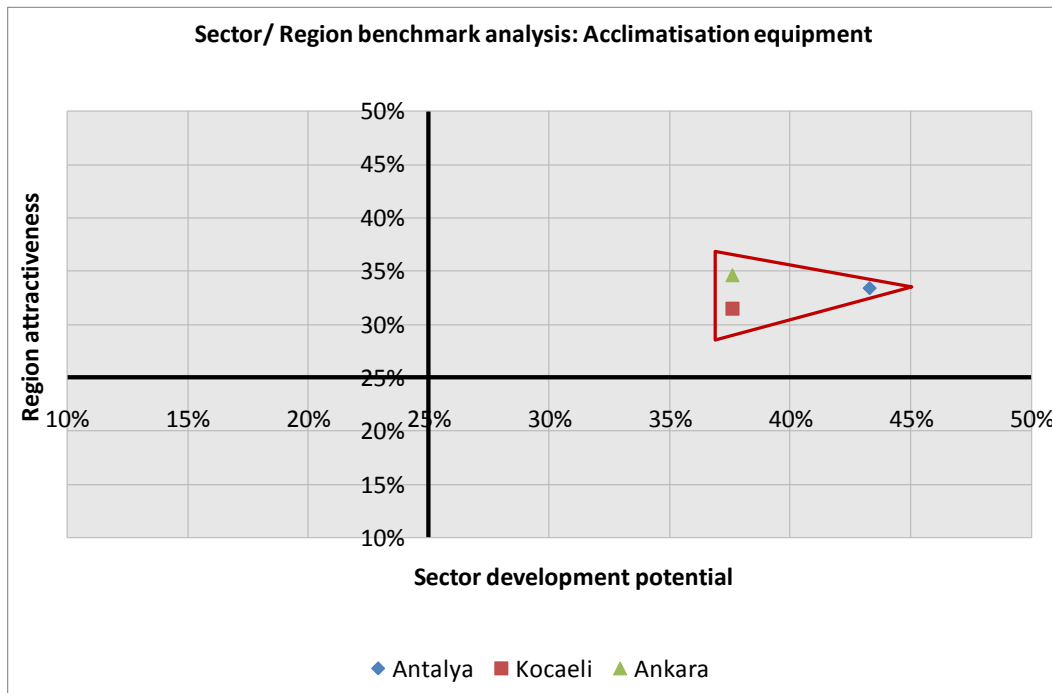 Sector/ Region benchmark analysis: Acclimatisation equipment
Region attractiveness
50%
45%
40%
35%
30%
25%
10% 15% 20% 25% 30% 35% 40% 45% 50%
20%
15%
10%
Sector development potential
Antalya Kocaeli Ankara